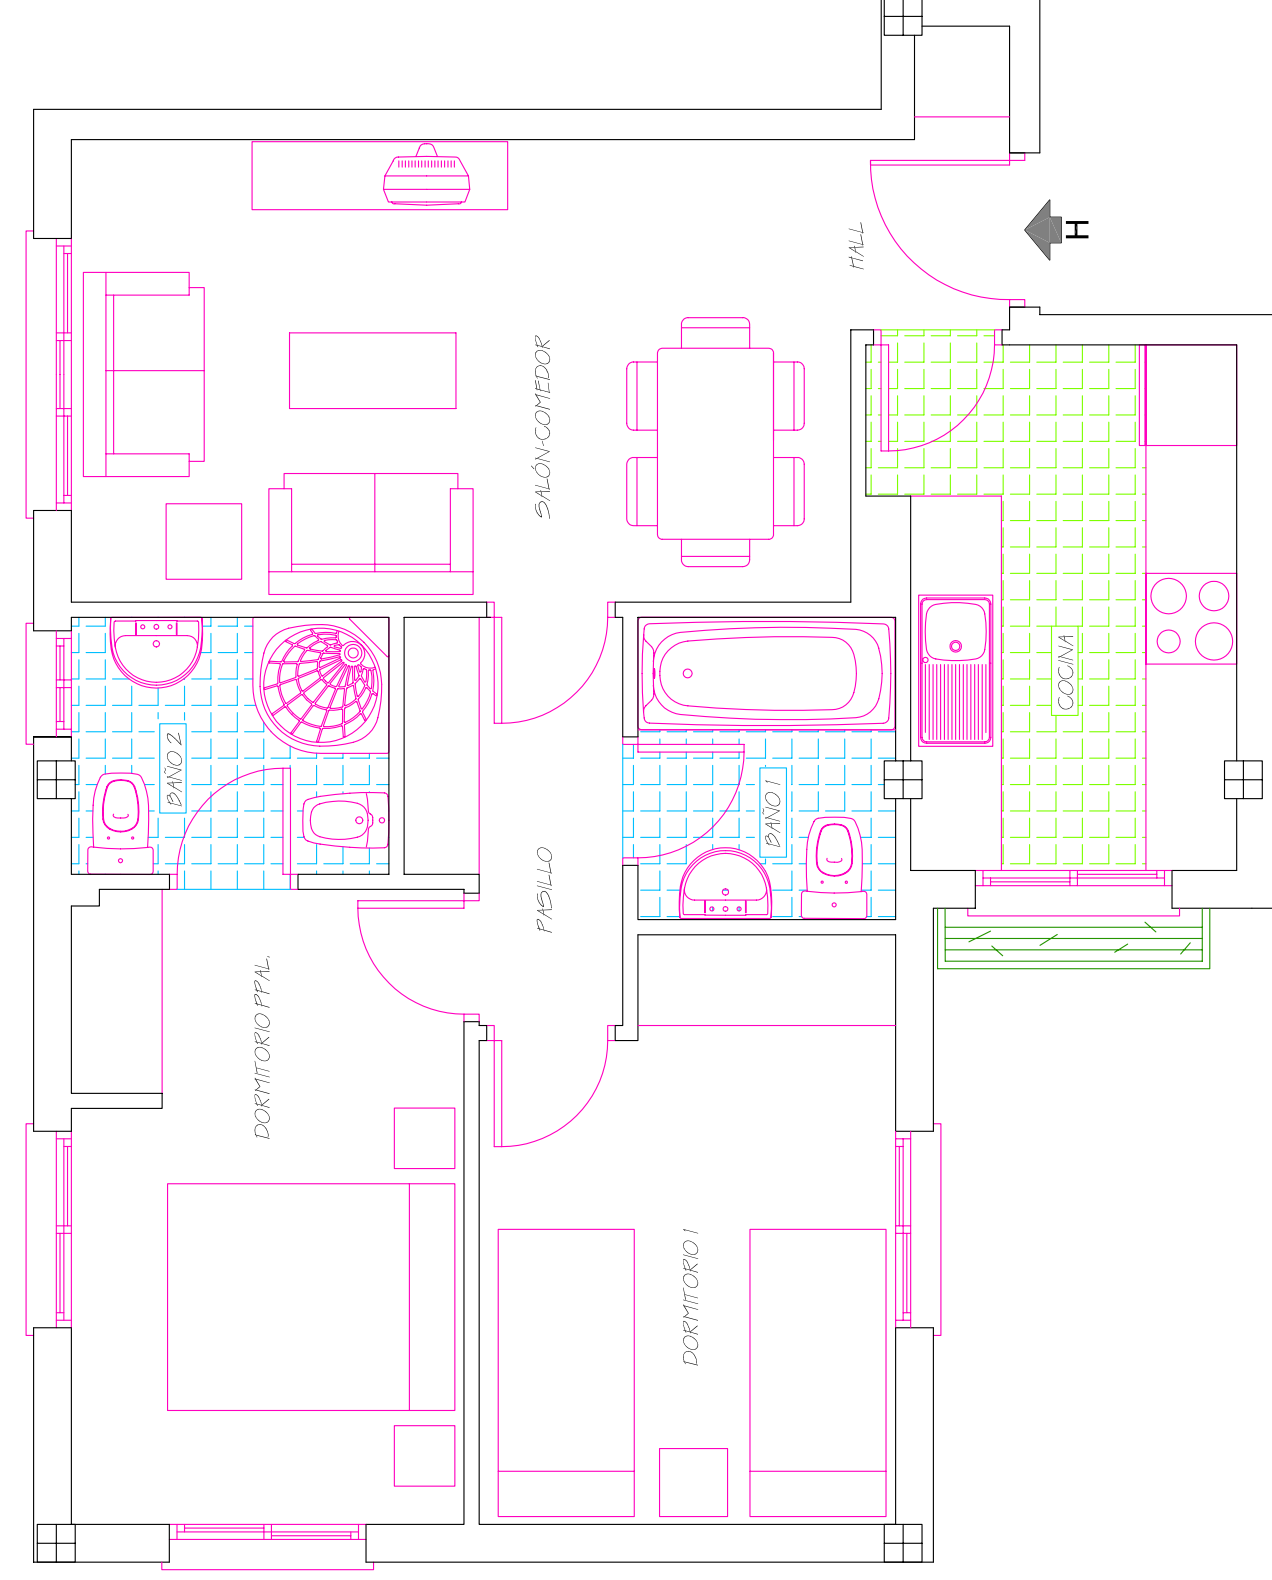 HALL
H
SALÓN-COMEDOR
COCINA
BAÑO 2
BAÑO 1
PASILLO
DORMITORIO PPAL.
DORMITORIO 1